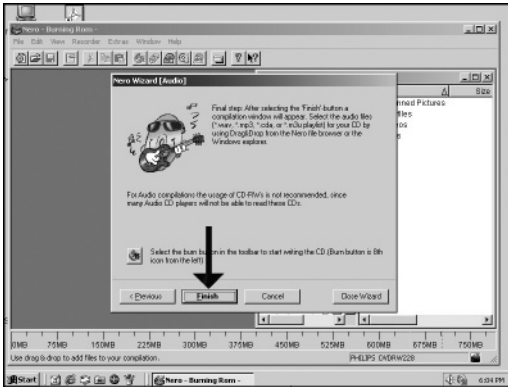 Nero - Burning Rom -
File Edit View Recorder Extras Window Help
Nero Wizard [Audio]
Size
nned Pictures
Final step: After selecting the 'Finish'-button a
compilation window will appear. Select the audio files
(*.wav, *.mp3, *.cda, or *.m3u playlist) for your CD by
using Drag&Drop from the Nero file browser or the
Windows explorer.
For Audio compilations the usage of CD-RWs is not recommended, since
many Audio CD players will not be able to read these CDs.
Select the burn button in the toolbar to start writing the CD (Burn button is 8th
icon from the left)
< Previous Finish Cancel Close Wizard
0MB 75MB 150MB 225MB 300MB 375MB 450MB 525MB 600MB 675MB 750MB
Use drag & drop to add files to your compilation. PHILIPS DVDRW228
Start Nero - Burning Rom - 6:04 PM